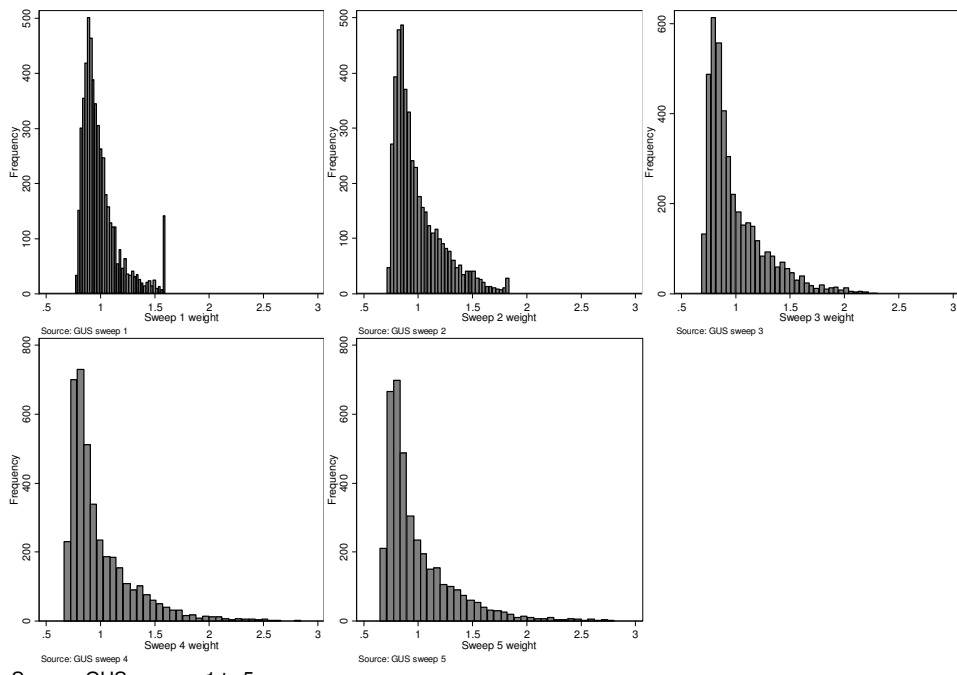 500
400
300
200
100
0
Frequency
.5 1 1.5 2 2.5 3
Sweep 1 weight
Source: GUS sweep 1
500
400
300
200
100
0
Frequency
.5 1 1.5 2 2.5 3
Sweep 2 weight
Source: GUS sweep 2
600
400
200
0
Frequency
.5 1 1.5 2 2.5 3
Sweep 3 weight
Source: GUS sweep 3
800
600
400
200
0
Frequency
.5 1 1.5 2 2.5 3
Sweep 4 weight
Source: GUS sweep 4
800
600
400
200
0
Frequency
.5 1 1.5 2 2.5 3
Sweep 5 weight
Source: GUS sweep 5